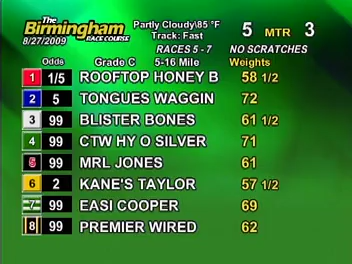 The Birmingham
RACE COURSE
8/27/2009
Partly Cloudy\85 °F
Track: Fast
5 MTR 3
RACES 5 - 7 NO SCRATCHES
Odds Grade C 5-16 Mile Weights
1 1/5 ROOFTOP HONEY B 58 1/2
2 5 TONGUES WAGGIN 72
3 99 BLISTER BONES 61 1/2
4 99 CTW HY O SILVER 71
5 99 MRL JONES 61
6 2 KANE'S TAYLOR 57 1/2
7 99 EASI COOPER 69
8 99 PREMIER WIRED 62